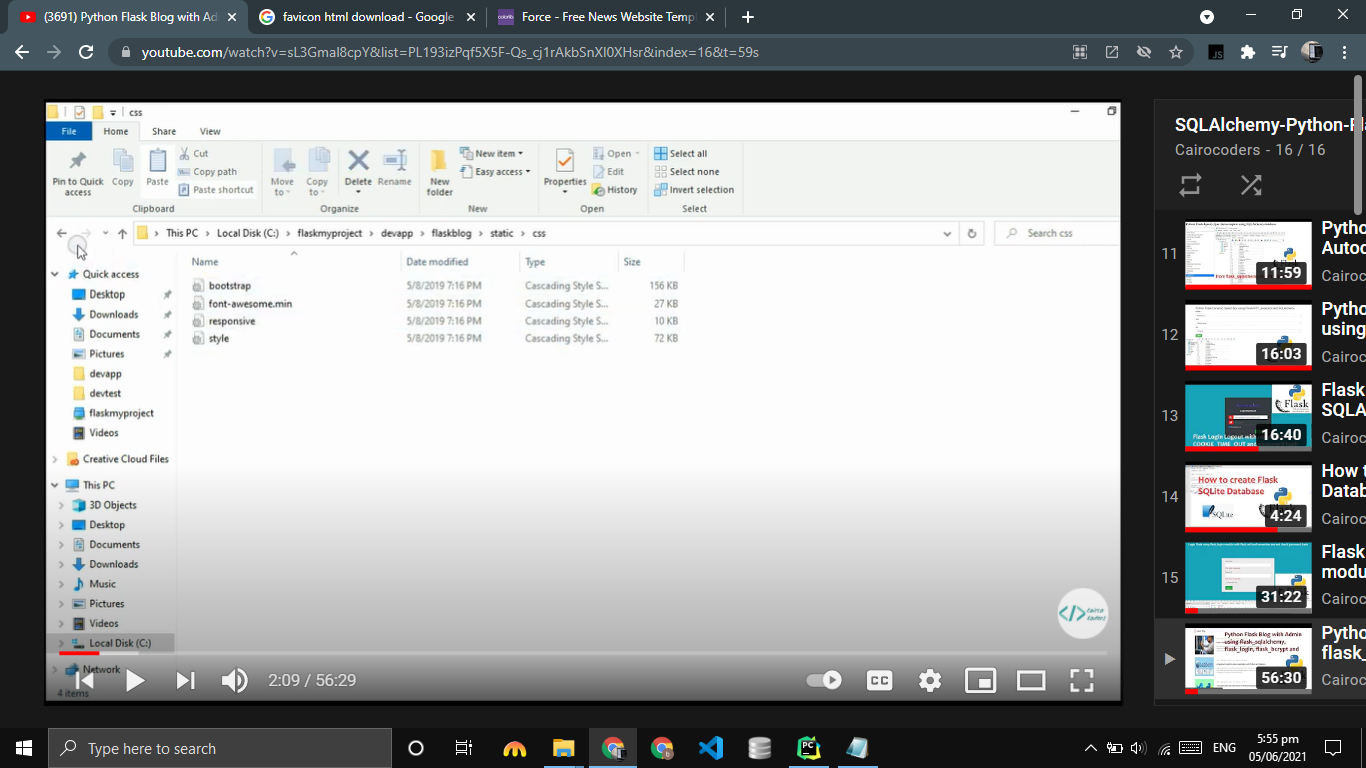 (3691) Python Flask Blog with Ad
favicon html download - Google
Force - Free News Website Temp
youtube.com/watch?v=sL3Gmal8cpY&list=PL193izPqf5X5F-Qs_cj1rAkbSnXl0XHsr&index=16&t=59s
css
File
Home
Share
View
Pin to Quick access
Copy
Paste
Cut
Copy path
Paste shortcut
Clipboard
Move to
Copy to
Delete
Rename
Organize
New folder
New item
Easy access
New
Properties
Open
Edit
History
Open
Select all
Select none
Invert selection
Select
This PC > Local Disk (C:) > flaskmyproject > devapp > flaskblog > static > css
Search css
Name
Date modified
Type
Size
bootstrap 5/8/2019 7:16 PM Cascading Style S... 156 KB
font-awesome.min 5/8/2019 7:16 PM Cascading Style S... 27 KB
responsive 5/8/2019 7:16 PM Cascading Style S... 10 KB
style 5/8/2019 7:16 PM Cascading Style S... 72 KB
Quick access
Desktop
Downloads
Documents
Pictures
devapp
devtest
flaskmyproject
Videos
Creative Cloud Files
This PC
3D Objects
Desktop
Documents
Downloads
Music
Pictures
Videos
Local Disk (C:)
Network
4 items
2:09 / 56:29
CC
SQLAlchemy-Python-Fl
Cairocoders - 16 / 16
11
11:59
Pytho
Autoc
Cairoc
12
16:03
Pytho
using
Cairoc
13
Flask
Flask Login Logout with
16:40
Flask
SQLA
Cairoc
14
How to create Flask
SQLite Database
SQLite
4:24
How t
Datab
Cairoc
15
31:22
Flask
modu
Cairoc
Python Flask Blog with Admin
using flask_sqlalchemy,
flask_login, flask_bcrypt and
56:30
Pytho
flask_
Cairoc
Type here to search
ENG
5:55 pm
05/06/2021